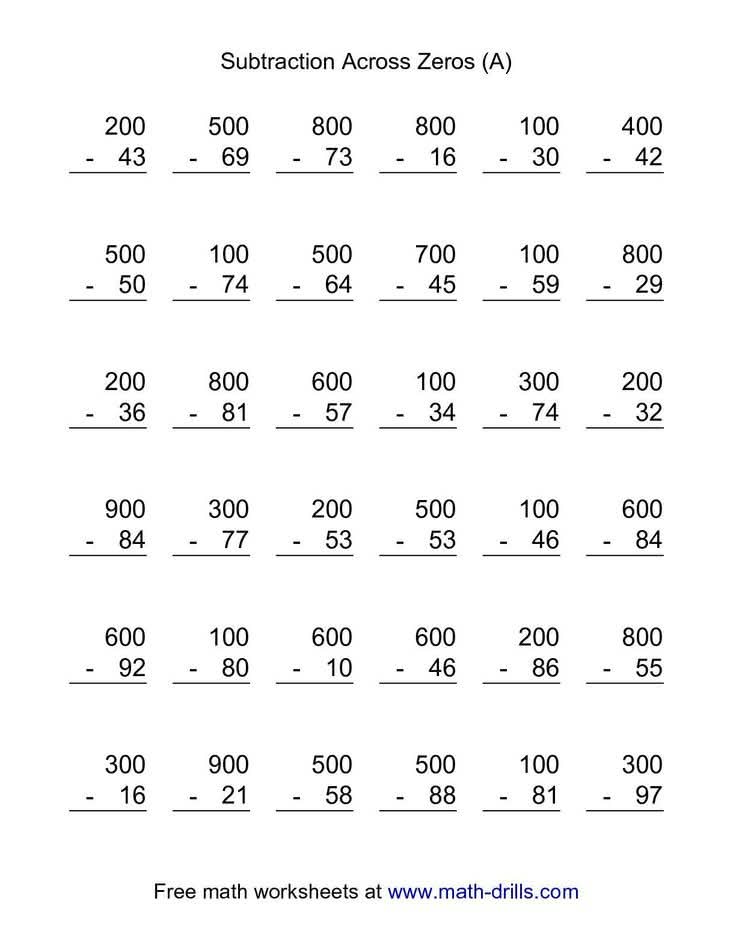 Subtraction Across Zeros (A)
200 500 800 800 100 400
- 43 - 69 - 73 - 16 - 30 - 42
500 100 500 700 100 800
- 50 - 74 - 64 - 45 - 59 - 29
200 800 600 100 300 200
- 36 - 81 - 57 - 34 - 74 - 32
900 300 200 500 100 600
- 84 - 77 - 53 - 53 - 46 - 84
600 100 600 600 200 800
- 92 - 80 - 10 - 46 - 86 - 55
300 900 500 500 100 300
- 16 - 21 - 58 - 88 - 81 - 97
Free math worksheets at www.math-drills.com